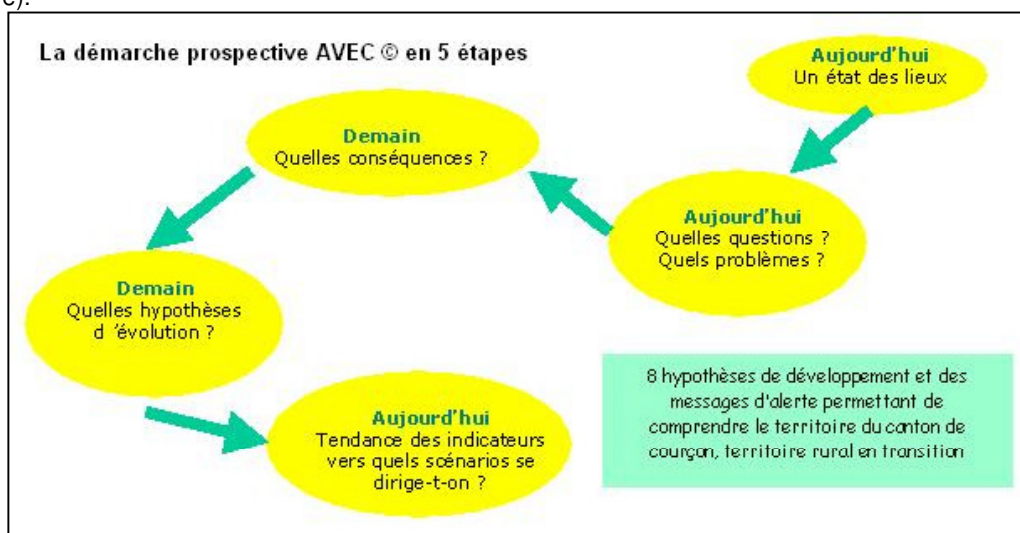 c).
La démarche prospective AVEC © en 5 étapes
Aujourd'hui
Un état des lieux
Aujourd'hui
Quelles questions ?
Quels problèmes ?
Demain
Quelles conséquences ?
Demain
Quelles hypothèses
d 'évolution ?
Aujourd'hui
Tendance des indicateurs
vers quels scénarios se
dirige-t-on ?
8 hypothèses de développement et des
messages d'alerte permettant de
comprendre le territoire du canton de
courçon, territoire rural en transition